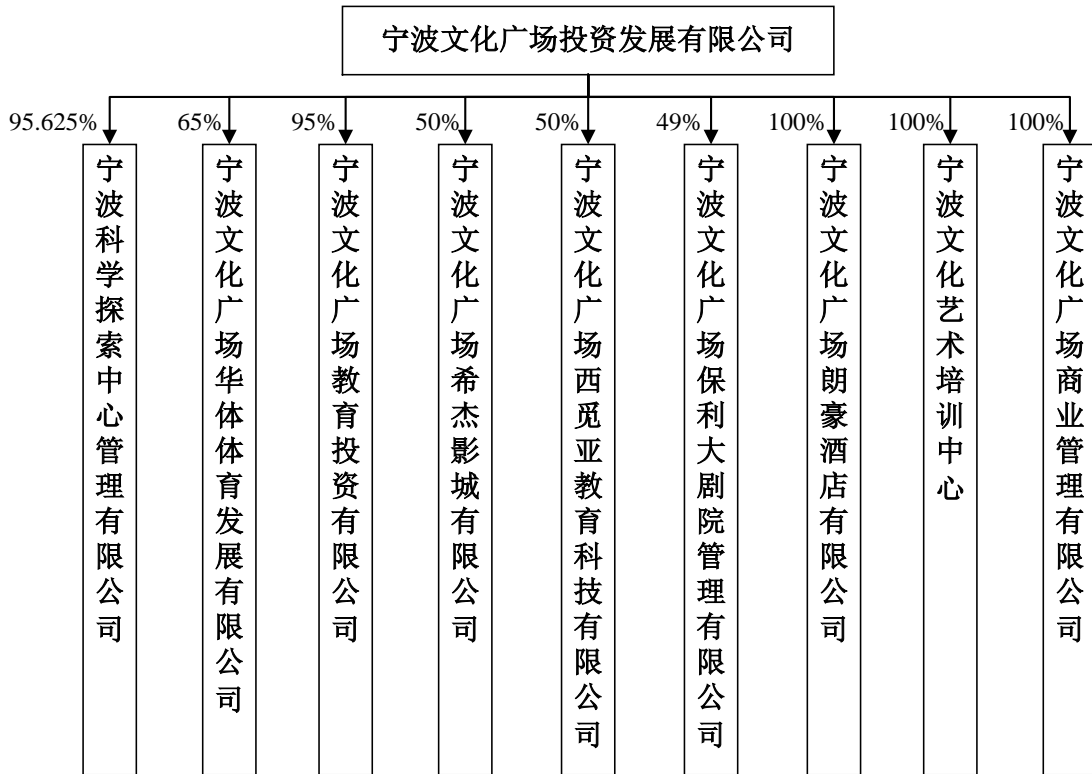 宁波文化广场投资发展有限公司
95.625%
65%
95%
50%
50%
49%
100%
100%
100%
宁波科学探索中心管理有限公司
宁波文化广场华体体育发展有限公司
宁波文化广场教育投资有限公司
宁波文化广场希杰影城有限公司
宁波文化广场西觅亚教育科技有限公司
宁波文化广场保利大剧院管理有限公司
宁波文化广场朗豪酒店有限公司
宁波文化艺术培训中心
宁波文化广场商业管理有限公司